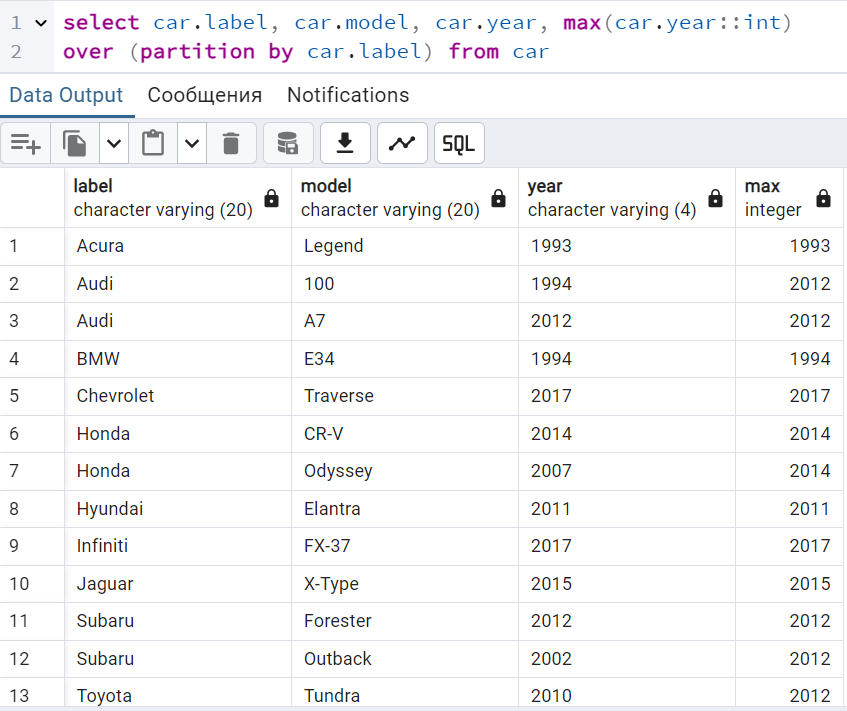 1 select car.label, car.model, car.year, max(car.year::int)
2 over (partition by car.label) from car
Data Output Сообщения Notifications
SQL
label model year max
character varying (20) character varying (20) character varying (4) integer
1 Acura Legend 1993 1993
2 Audi 100 1994 2012
3 Audi A7 2012 2012
4 BMW E34 1994 1994
5 Chevrolet Traverse 2017 2017
6 Honda CR-V 2014 2014
7 Honda Odyssey 2007 2014
8 Hyundai Elantra 2011 2011
9 Infiniti FX-37 2017 2017
10 Jaguar X-Type 2015 2015
11 Subaru Forester 2012 2012
12 Subaru Outback 2002 2012
13 Toyota Tundra 2010 2012